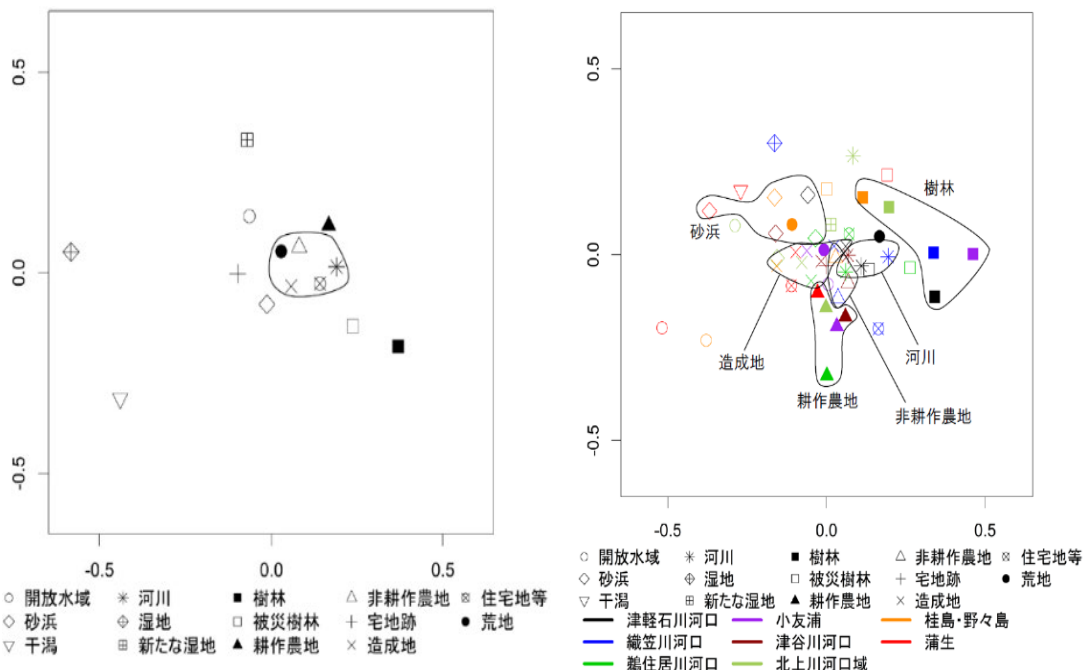 0.5
0.0
-0.5
-0.5 0.0 0.5
開放水域 河川 樹林 非耕作農地 住宅地等
砂浜 湿地 被災樹林 宅地跡 荒地
干潟 新たな湿地 耕作農地 造成地
0.5
0.0
-0.5
樹林
砂浜
造成地
河川
耕作農地
非耕作農地
-0.5 0.0 0.5
開放水域 河川 樹林 非耕作農地 住宅地等
砂浜 湿地 被災樹林 宅地跡 荒地
干潟 新たな湿地 耕作農地 造成地
津軽石川河口 小友浦 桂島・野々島
織笠川河口 津谷川河口 蒲生
鵜住居川河口 北上川河口域